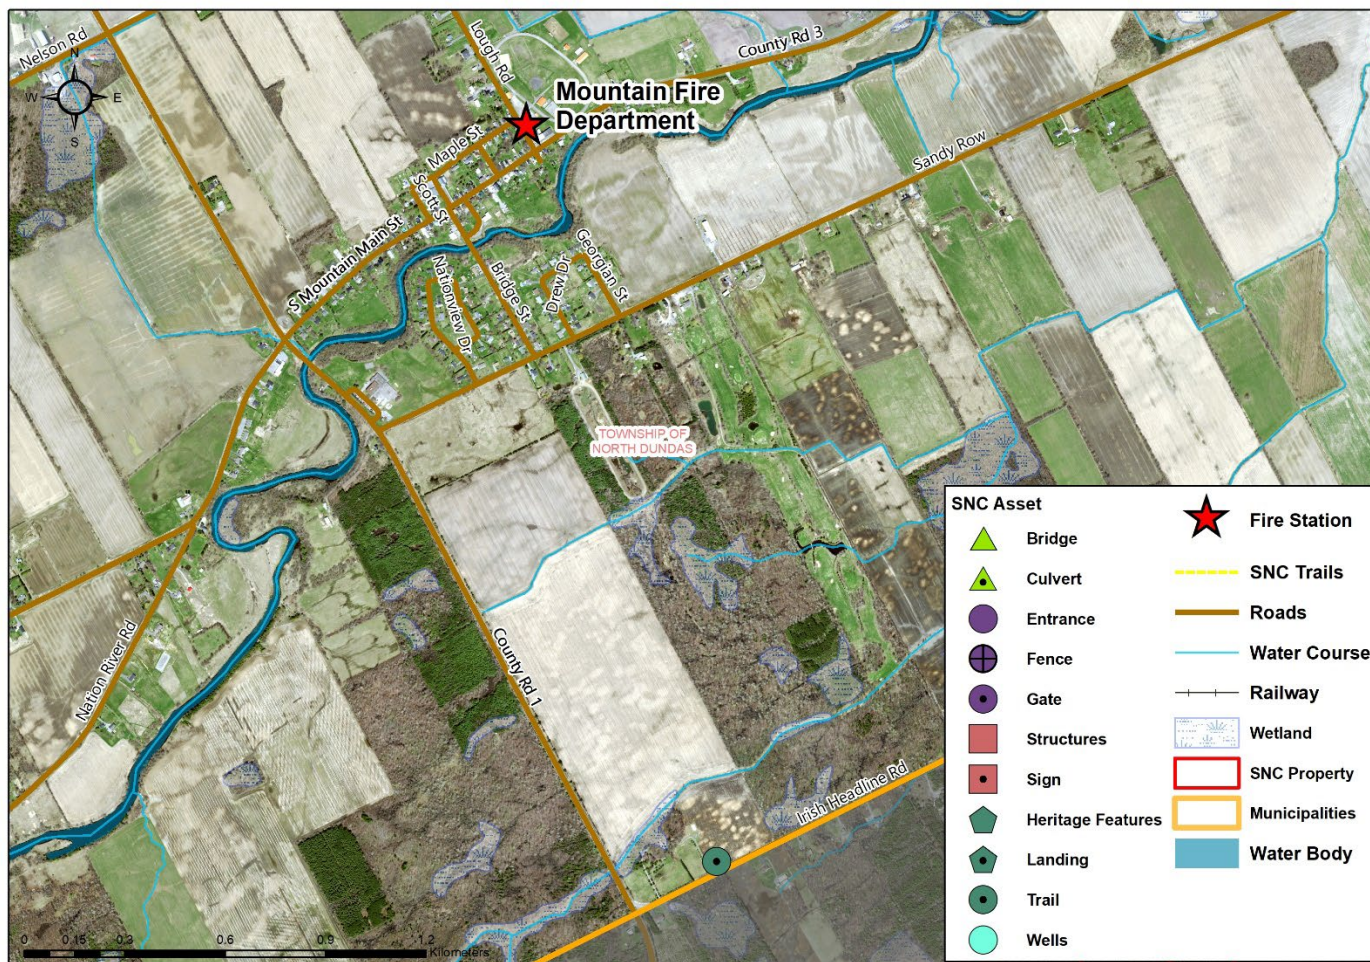 Nelson Rd
Lough Rd
County Rd 3
N
W
E
S
Mountain Fire
Department
Maple St
Scott St
Sandy Row
S Mountain Main St
Nationview Dr
Bridge St
Drew Dr
Georgian St
TOWNSHIP OF
NORTH DUNDAS
Nation River Rd
County Rd 1
Irish Headline Rd
0 0.15 0.3 0.6 0.9 1.2
Kilometers
SNC Asset
Bridge
Culvert
Entrance
Fence
Gate
Structures
Sign
Heritage Features
Landing
Trail
Wells
Fire Station
SNC Trails
Roads
Water Course
Railway
Wetland
SNC Property
Municipalities
Water Body